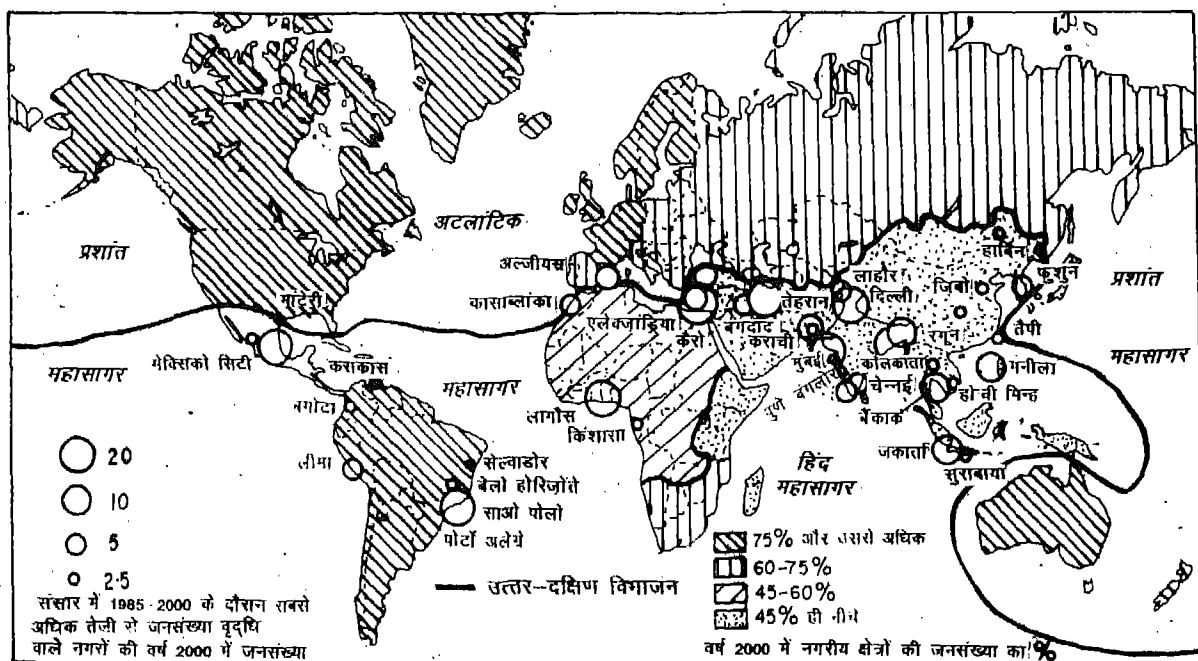 अटलांटिक
प्रशांत
महासागर
प्रशांत
महासागर
महासागर
हिंद
महासागर
मांटेरी
मेक्सिको सिटी
कराकास
बगोटा
लीमा
सेल्वाडोर
बेलो होरिज़ोंते
साओ पोलो
पोर्टो अलेग्रे
अल्जीयर्स
कासाब्लांका
एलेक्जांड्रिया
कैरो
बगदाद
तेहरान
कराची
लागोस
किंशासा
लाहौर
दिल्ली
मुंबई
बंगलौर
पुणे
कोलकाता
चेन्नई
रंगून
बैंकाक
हो ची मिन्ह
मनीला
जकार्ता
सुराबाया
हार्बिन
फुशुन
जिबो
तैपी
20
10
5
2.5
संसार में 1985-2000 के दौरान सबसे
अधिक तेजी से जनसंख्या वृद्धि
वाले नगरों की वर्ष 2000 में जनसंख्या
उत्तर-दक्षिण विभाजन
75% और उससे अधिक
60-75%
45-60%
45% से नीचे
वर्ष 2000 में नगरीय क्षेत्रों की जनसंख्या का %